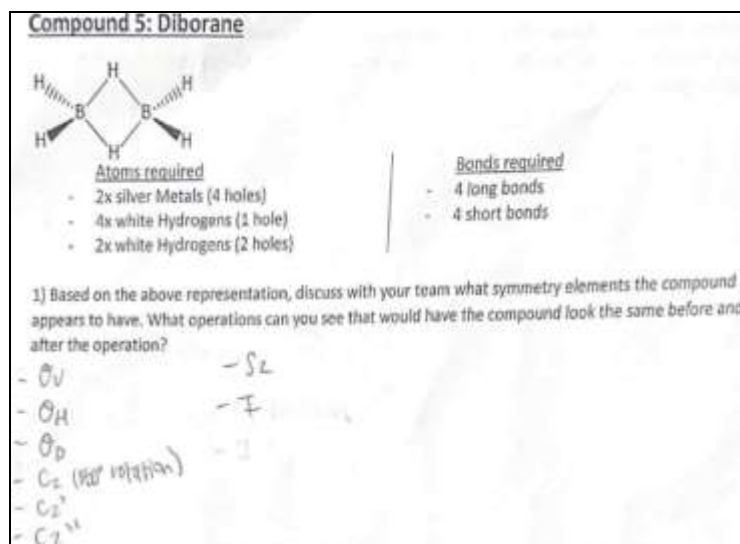 Compound 5: Diborane
H
H
H
B
B
H
H
H
Atoms required
- 2x silver Metals (4 holes)
- 4x white Hydrogens (1 hole)
- 2x white Hydrogens (2 holes)
Bonds required
- 4 long bonds
- 4 short bonds
1) Based on the above representation, discuss with your team what symmetry elements the compound
appears to have. What operations can you see that would have the compound look the same before and
after the operation?
- σV
- σH
- σD
- C2 (180° rotation)
- C2'
- C2"
- S2